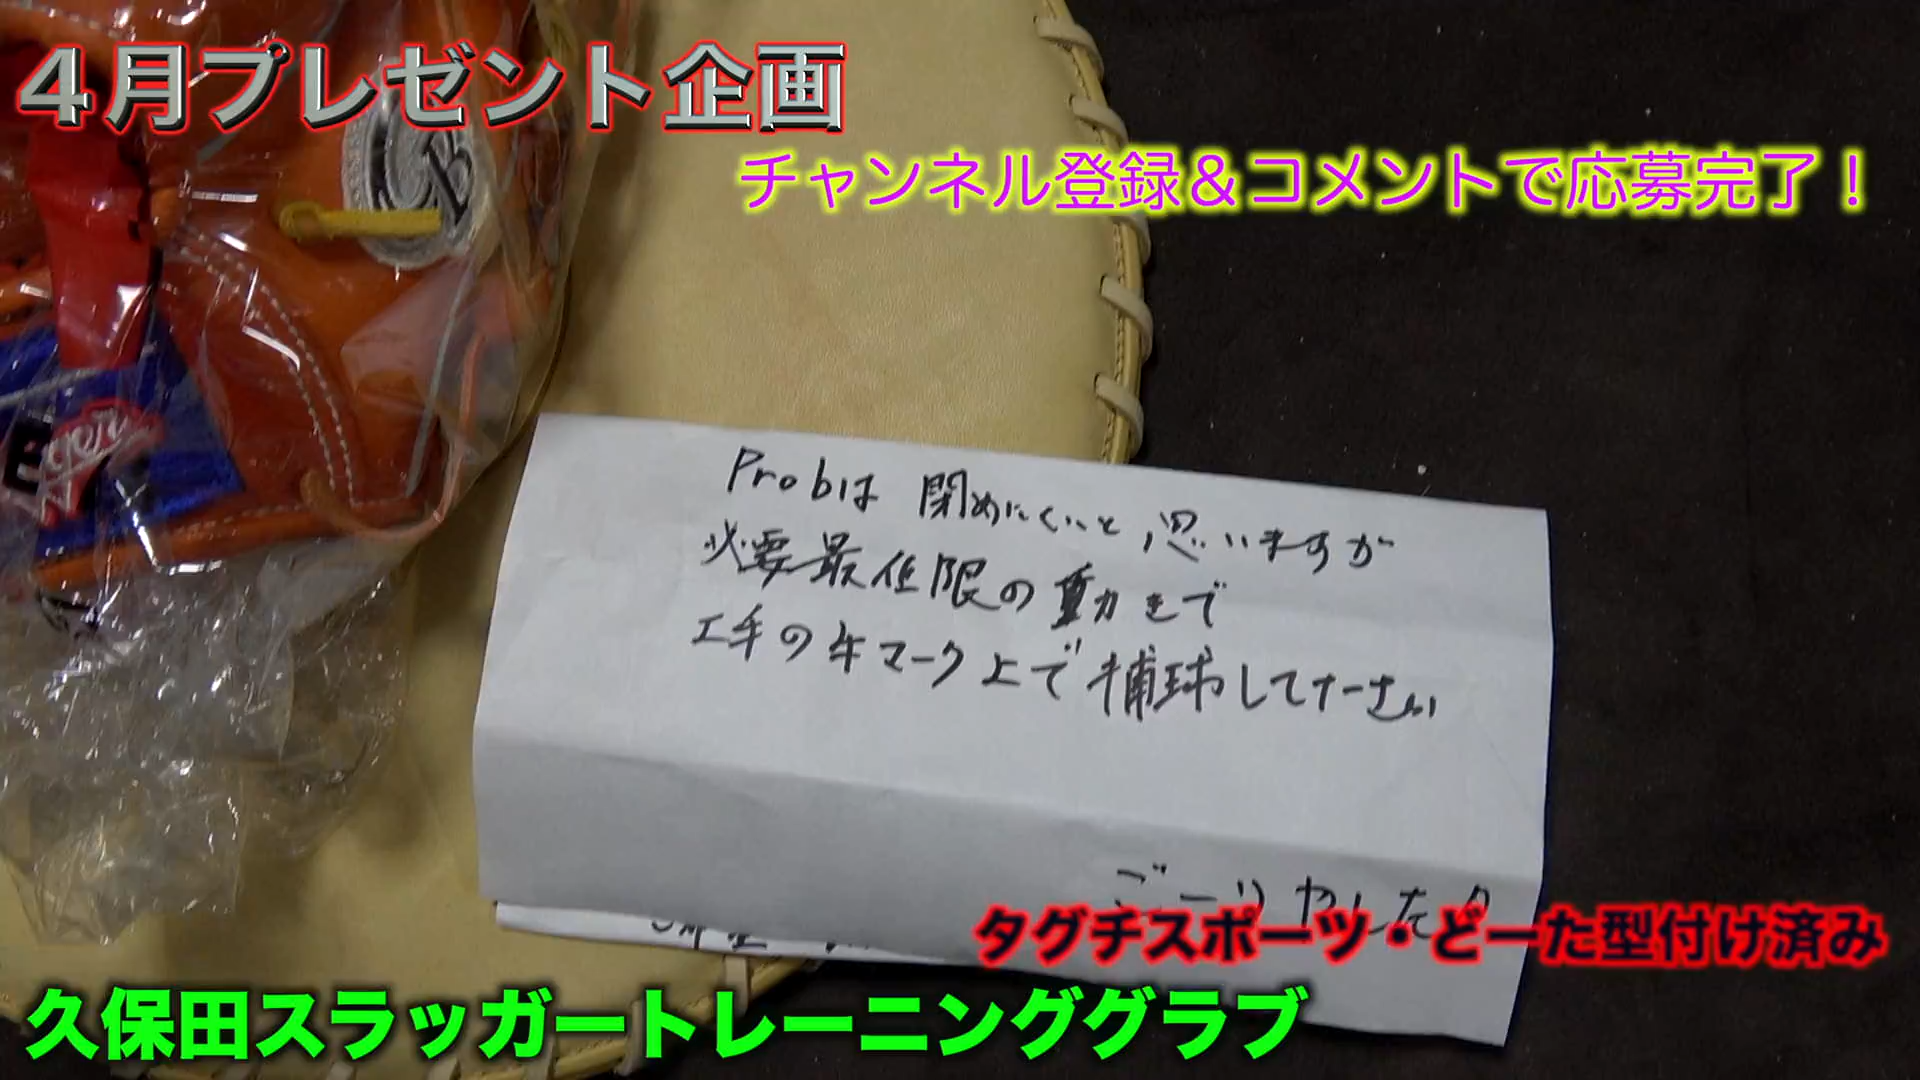 4月プレゼント企画
チャンネル登録&コメントで応募完了!
CB
Probは 閉めにくいと思いますが
必要最低限の動きで
工手の牛マーク上で捕球して下さい
タグチスポーツ・どーた型付け済み
久保田スラッガートレーニンググラブ